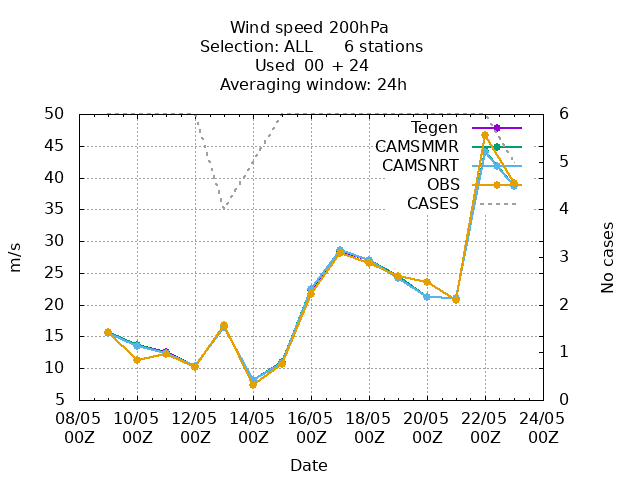 Wind speed 200hPa
Selection: ALL 6 stations
Used 00 + 24
Averaging window: 24h
50
45
40
35
30
25
20
15
10
5
6
5
4
3
2
1
0
Tegen
CAMSMMR
CAMSNRT
OBS
CASES
m/s
No cases
08/05 10/05 12/05 14/05 16/05 18/05 20/05 22/05 24/05
00Z 00Z 00Z 00Z 00Z 00Z 00Z 00Z 00Z
Date